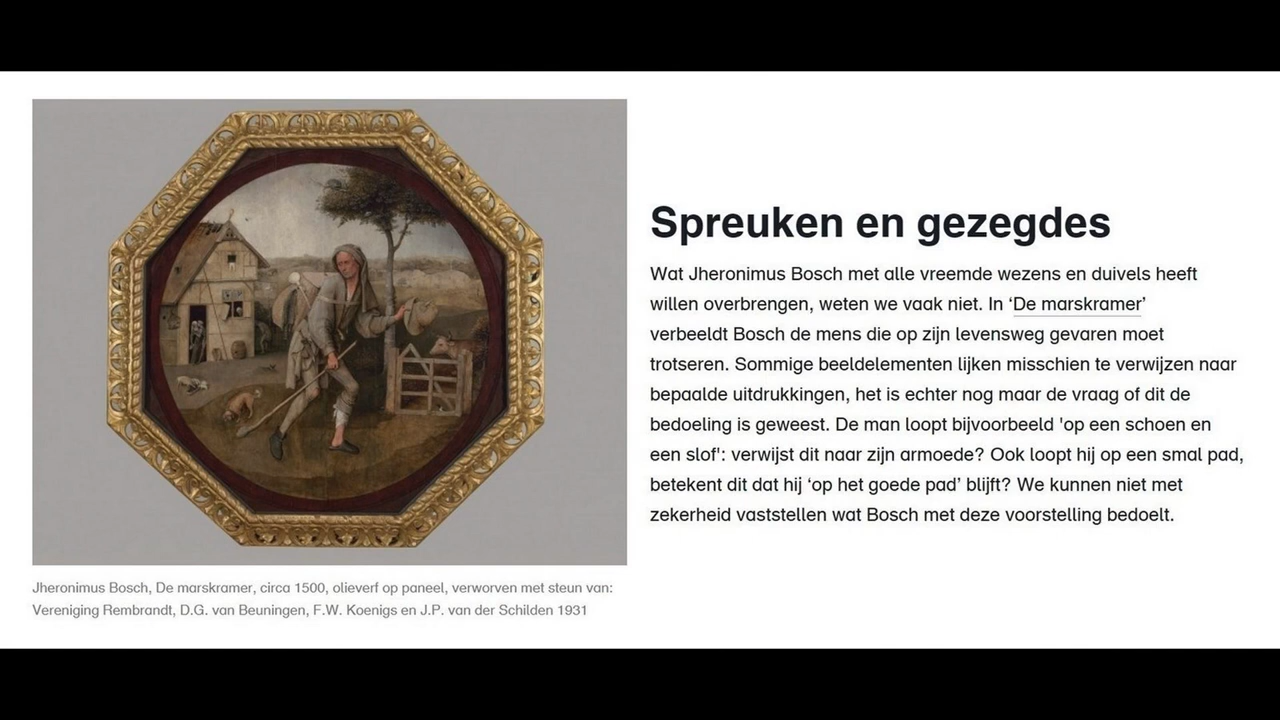 Spreuken en gezegdes
Wat Jheronimus Bosch met alle vreemde wezens en duivels heeft
willen overbrengen, weten we vaak niet. In ‘De marskramer’
verbeeldt Bosch de mens die op zijn levensweg gevaren moet
trotseren. Sommige beeldelementen lijken misschien te verwijzen naar
bepaalde uitdrukkingen, het is echter nog maar de vraag of dit de
bedoeling is geweest. De man loopt bijvoorbeeld 'op een schoen en
een slof': verwijst dit naar zijn armoede? Ook loopt hij op een smal pad,
betekent dit dat hij ‘op het goede pad’ blijft? We kunnen niet met
zekerheid vaststellen wat Bosch met deze voorstelling bedoelt.
Jheronimus Bosch, De marskramer, circa 1500, olieverf op paneel, verworven met steun van:
Vereniging Rembrandt, D.G. van Beuningen, F.W. Koenigs en J.P. van der Schilden 1931